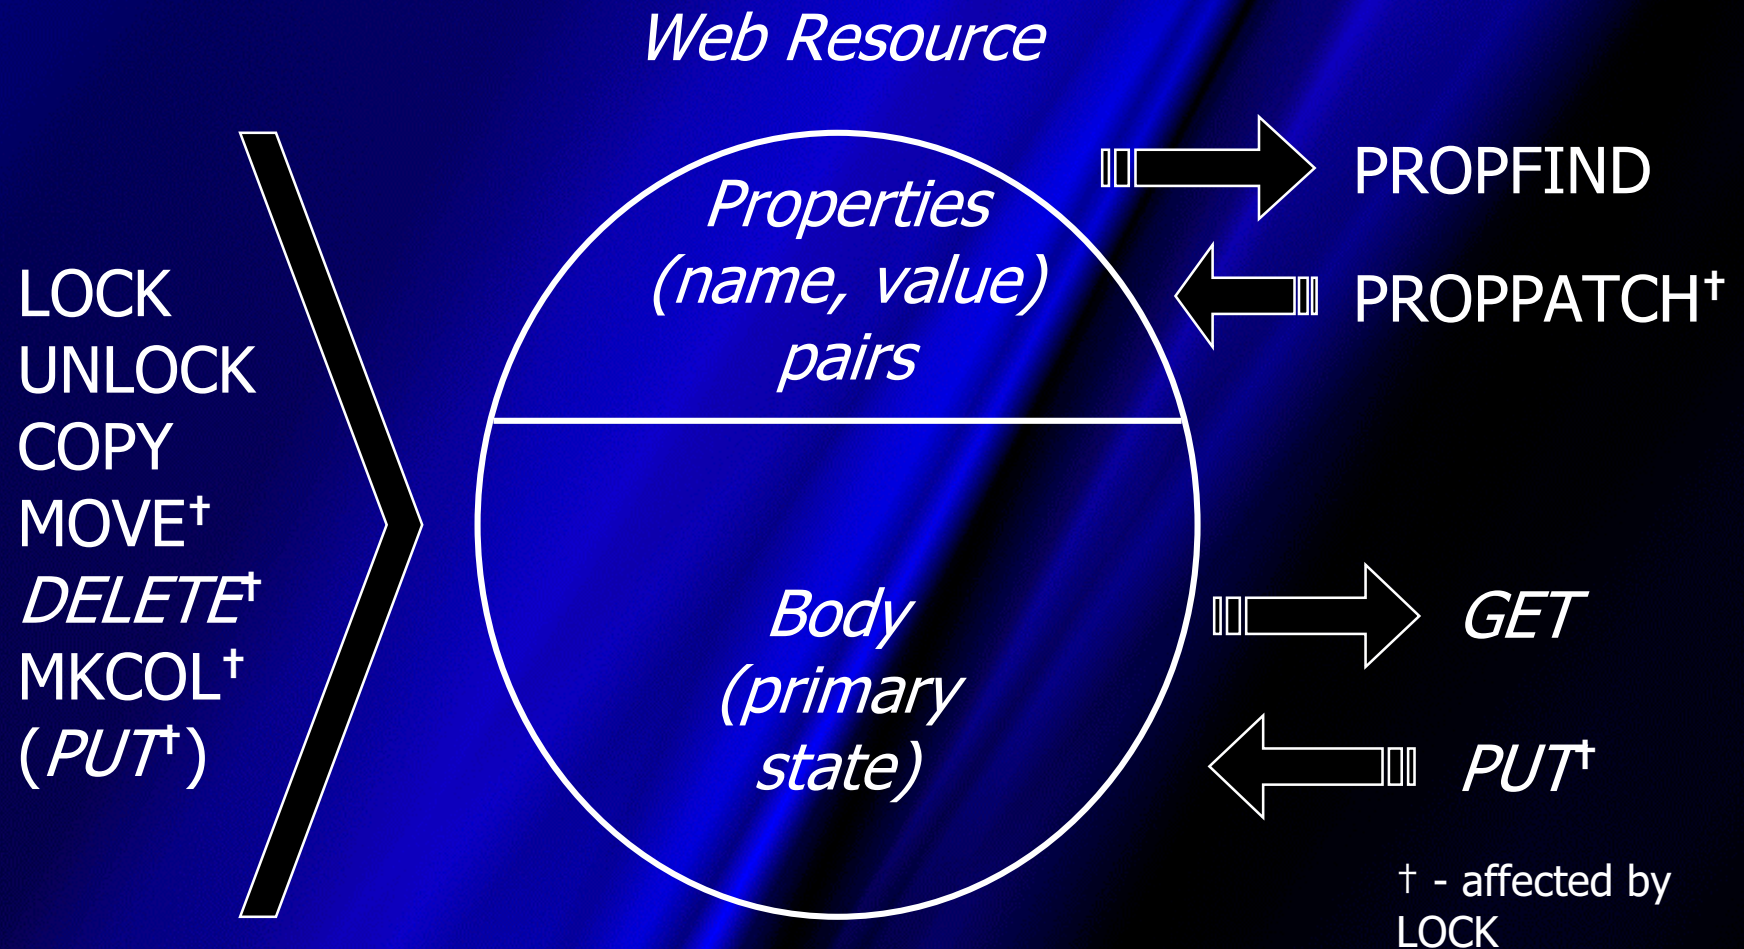 Web Resource
LOCK
UNLOCK
COPY
MOVE†
DELETE†
MKCOL†
(PUT†)
Properties
(name, value)
pairs
Body
(primary
state)
PROPFIND
PROPPATCH†
GET
PUT†
† - affected by
LOCK